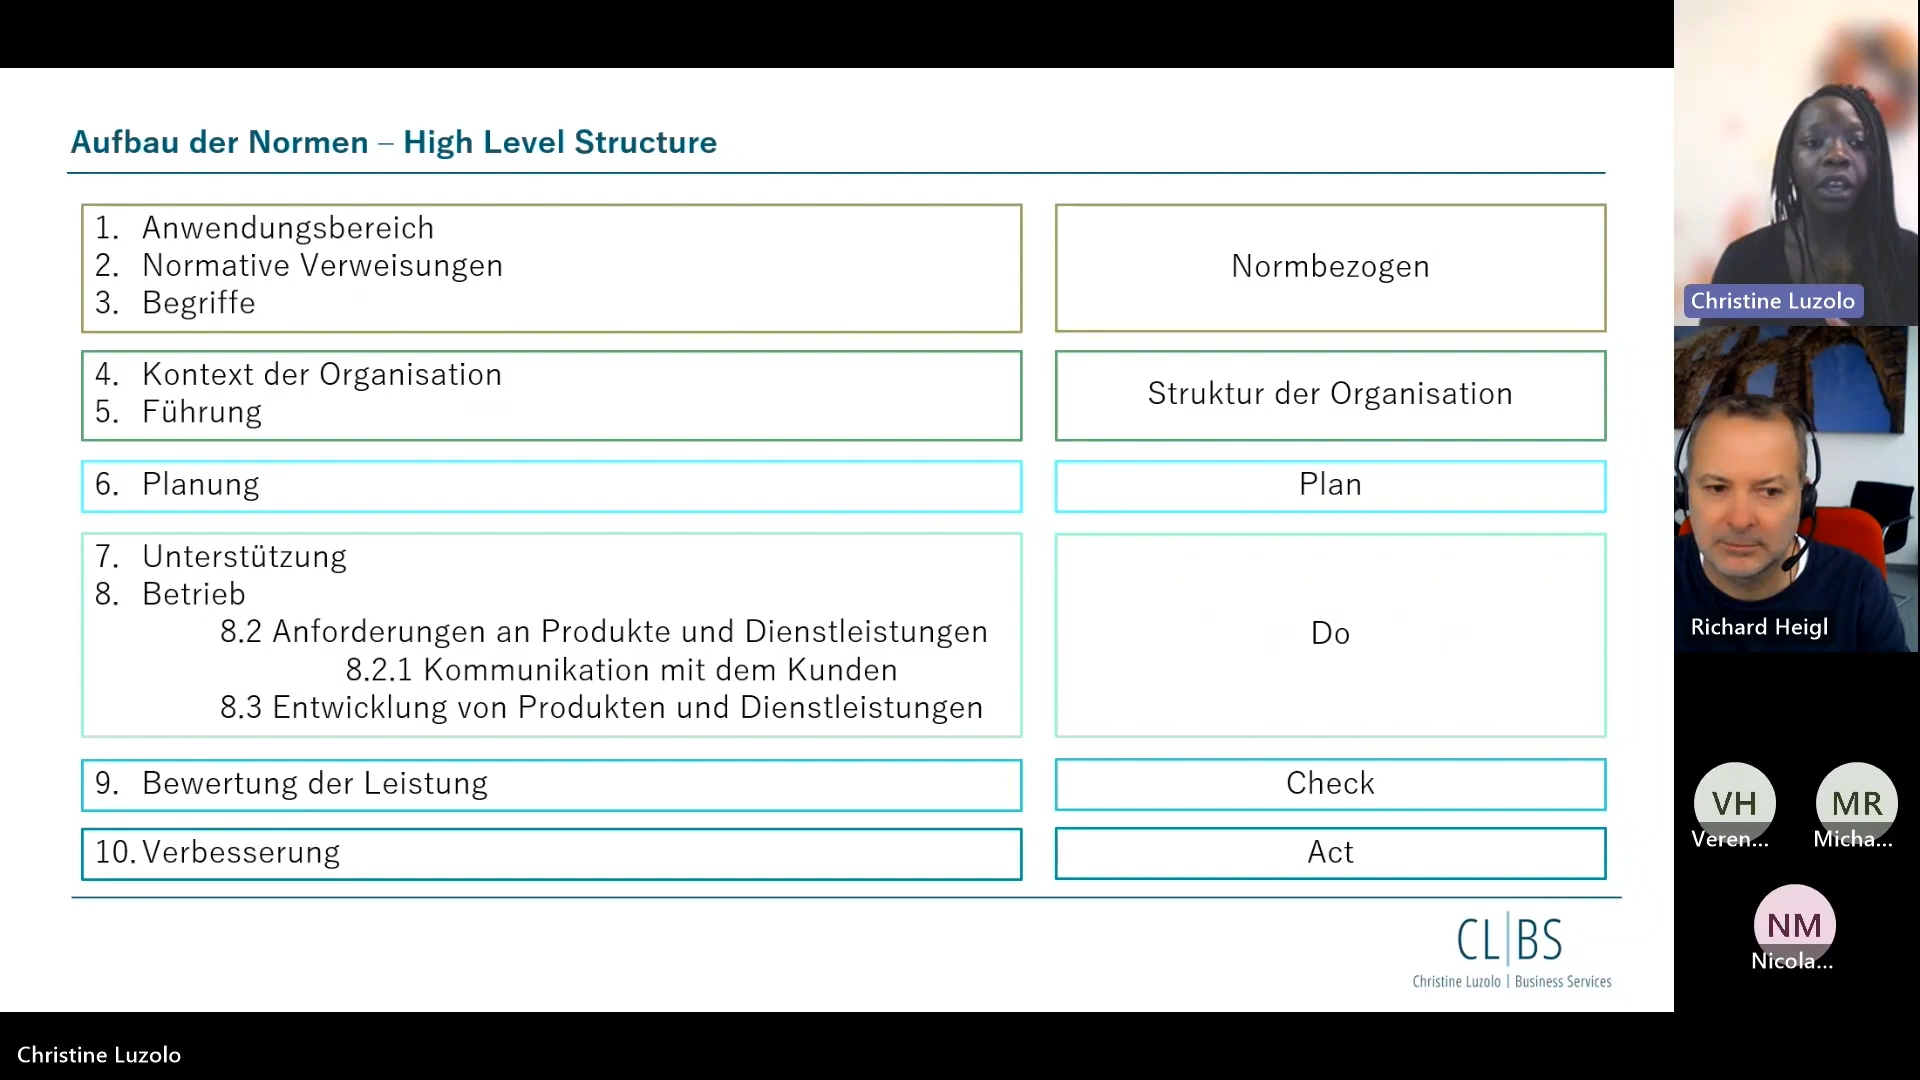 Aufbau der Normen – High Level Structure
1. Anwendungsbereich
2. Normative Verweisungen
3. Begriffe
Normbezogen
4. Kontext der Organisation
5. Führung
Struktur der Organisation
6. Planung
Plan
7. Unterstützung
8. Betrieb
8.2 Anforderungen an Produkte und Dienstleistungen
8.2.1 Kommunikation mit dem Kunden
8.3 Entwicklung von Produkten und Dienstleistungen
Do
9. Bewertung der Leistung
Check
10. Verbesserung
Act
CL|BS
Christine Luzolo | Business Services
Christine Luzolo
Christine Luzolo
Richard Heigl
VH
Veren...
MR
Micha...
NM
Nicola...